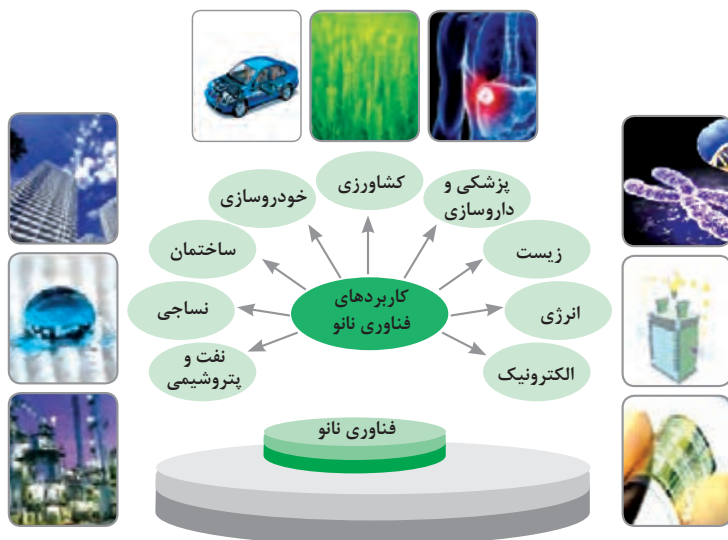 کشاورزی
پزشکی و
داروسازی
خودروسازی
زیست
ساختمان
کاربردهای
فناوری نانو
انرژی
نساجی
الکترونیک
نفت و
پتروشیمی
فناوری نانو